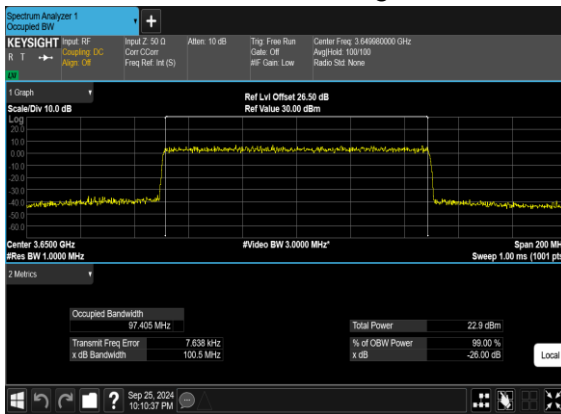 Spectrum Analyzer 1
Occupied BW
+
KEYSIGHT Input: RF Input Z: 50 Ω Atten: 10 dB Trig: Free Run Center Freq: 3.649980000 GHz
R T Coupling: DC Corr CCorr Gate: Off Avg|Hold: 100/100
Align: Off Freq Ref: Int (S) #IF Gain: Low Radio Std: None
1 Graph
Scale/Div 10.0 dB Ref Lvl Offset 26.50 dB
Ref Value 30.00 dBm
Log
20.0
10.0
0.00
-10.0
-20.0
-30.0
-40.0
-50.0
-60.0
Center 3.6500 GHz #Video BW 3.0000 MHz* Span 200 MH
#Res BW 1.0000 MHz Sweep 1.00 ms (1001 pts
2 Metrics
Occupied Bandwidth
97.405 MHz Total Power 22.9 dBm
Transmit Freq Error 7.638 kHz % of OBW Power 99.00 %
x dB Bandwidth 100.5 MHz x dB -26.00 dB
Local
? Sep 25, 2024
10:10:37 PM